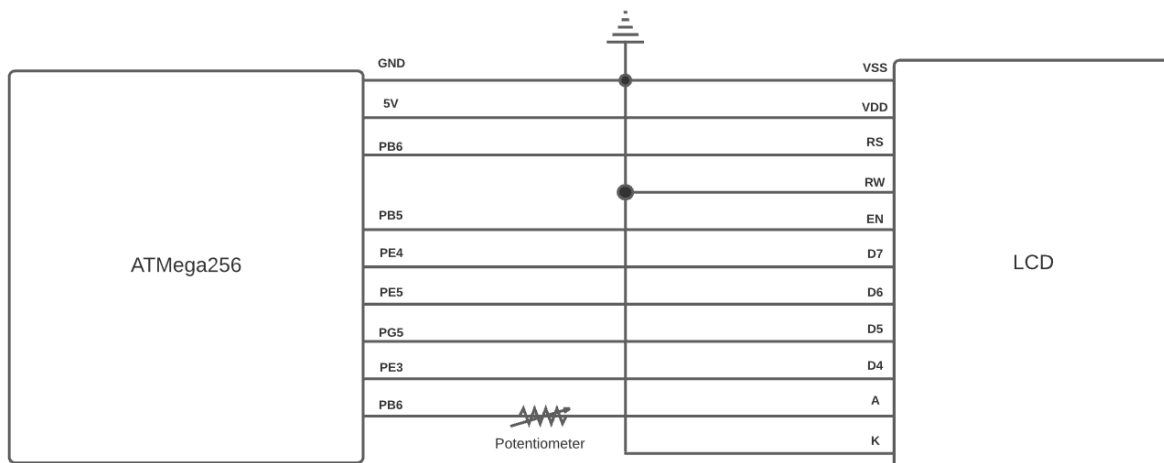 GND
VSS
5V
VDD
PB6
RS
RW
PB5
EN
PE4
D7
ATMega256
LCD
PE5
D6
PG5
D5
PE3
D4
PB6
A
Potentiometer
K